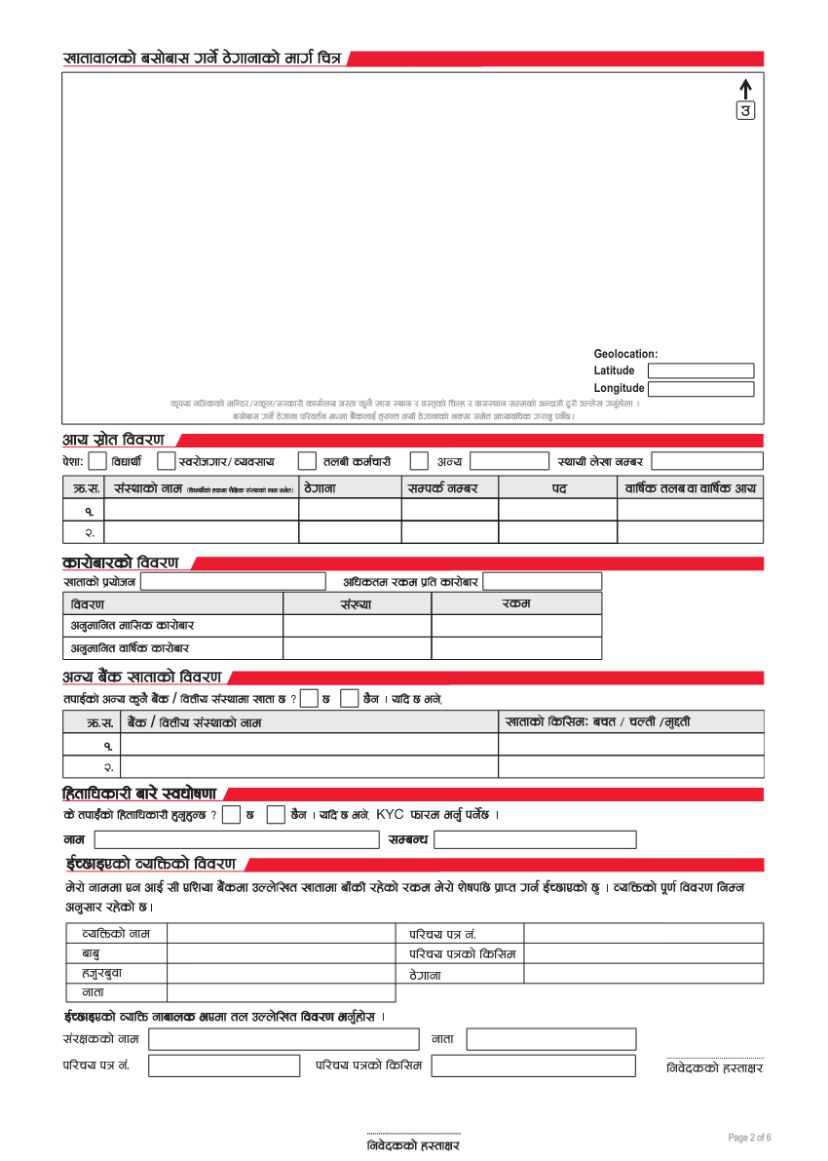 खातावालको बसोबास गर्ने ठेगानाको मार्ग चित्र
उ
Geolocation:
Latitude
Longitude
कृपया नजिकको मन्दिर/स्कूल/सरकारी कार्यालय जस्ता कुनै खास स्थान र वस्तुको चिन्ह र वासस्थान सम्मको अन्दाजी दूरी उल्लेख गर्नुहोला ।
बसोबास गर्ने ठेगाना परिवर्तन भएमा बैंकलाई तुरुन्त नयाँ ठेगानाको नक्सा समेत अध्यावधिक गराउनु पर्नेछ।
आय स्रोत विवरण
पेशा: विद्यार्थी स्वरोजगार/व्यवसाय तलबी कर्मचारी अन्य स्थायी लेखा नम्बर
क्र.स. संस्थाको नाम (विद्यार्थीको हकमा शैक्षिक संस्थाको नाम समेत) ठेगाना सम्पर्क नम्बर पद वार्षिक तलब वा वार्षिक आय
१.
२.
कारोबारको विवरण
खाताको प्रयोजन अधिकतम रकम प्रति कारोबार
विवरण संख्या रकम
अनुमानित मासिक कारोबार
अनुमानित वार्षिक कारोबार
अन्य बैंक खाताको विवरण
तपाईको अन्य कुनै बैंक / वित्तीय संस्थामा खाता छ ? छ छैन । यदि छ भने,
क्र.स. बैंक / वित्तीय संस्थाको नाम खाताको किसिम: बचत / चल्ती /मुद्दती
१.
२.
हिताधिकारी बारे स्वघोषणा
के तपाईंको हिताधिकारी हुनुहुन्छ ? छ छैन । यदि छ भने, KYC फारम भर्नु पर्नेछ ।
नाम सम्बन्ध
ईच्छाइएको व्यक्तिको विवरण
मेरो नाममा एन आई सी एशिया बैंकमा उल्लेखित खातामा बाँकी रहेको रकम मेरो शेषपछि प्राप्त गर्न ईच्छाएको छु । व्यक्तिको पूर्ण विवरण निम्न
अनुसार रहेको छ।
व्यक्तिको नाम परिचय पत्र नं.
बाबु परिचय पत्रको किसिम
हजुरबुवा ठेगाना
नाता
ईच्छाइएको व्यक्ति नाबालक भएमा तल उल्लेखित विवरण भर्नुहोस ।
संरक्षकको नाम नाता
परिचय पत्र नं. परिचय पत्रको किसिम निवेदकको हस्ताक्षर
निवेदकको हस्ताक्षर
Page 2 of 6